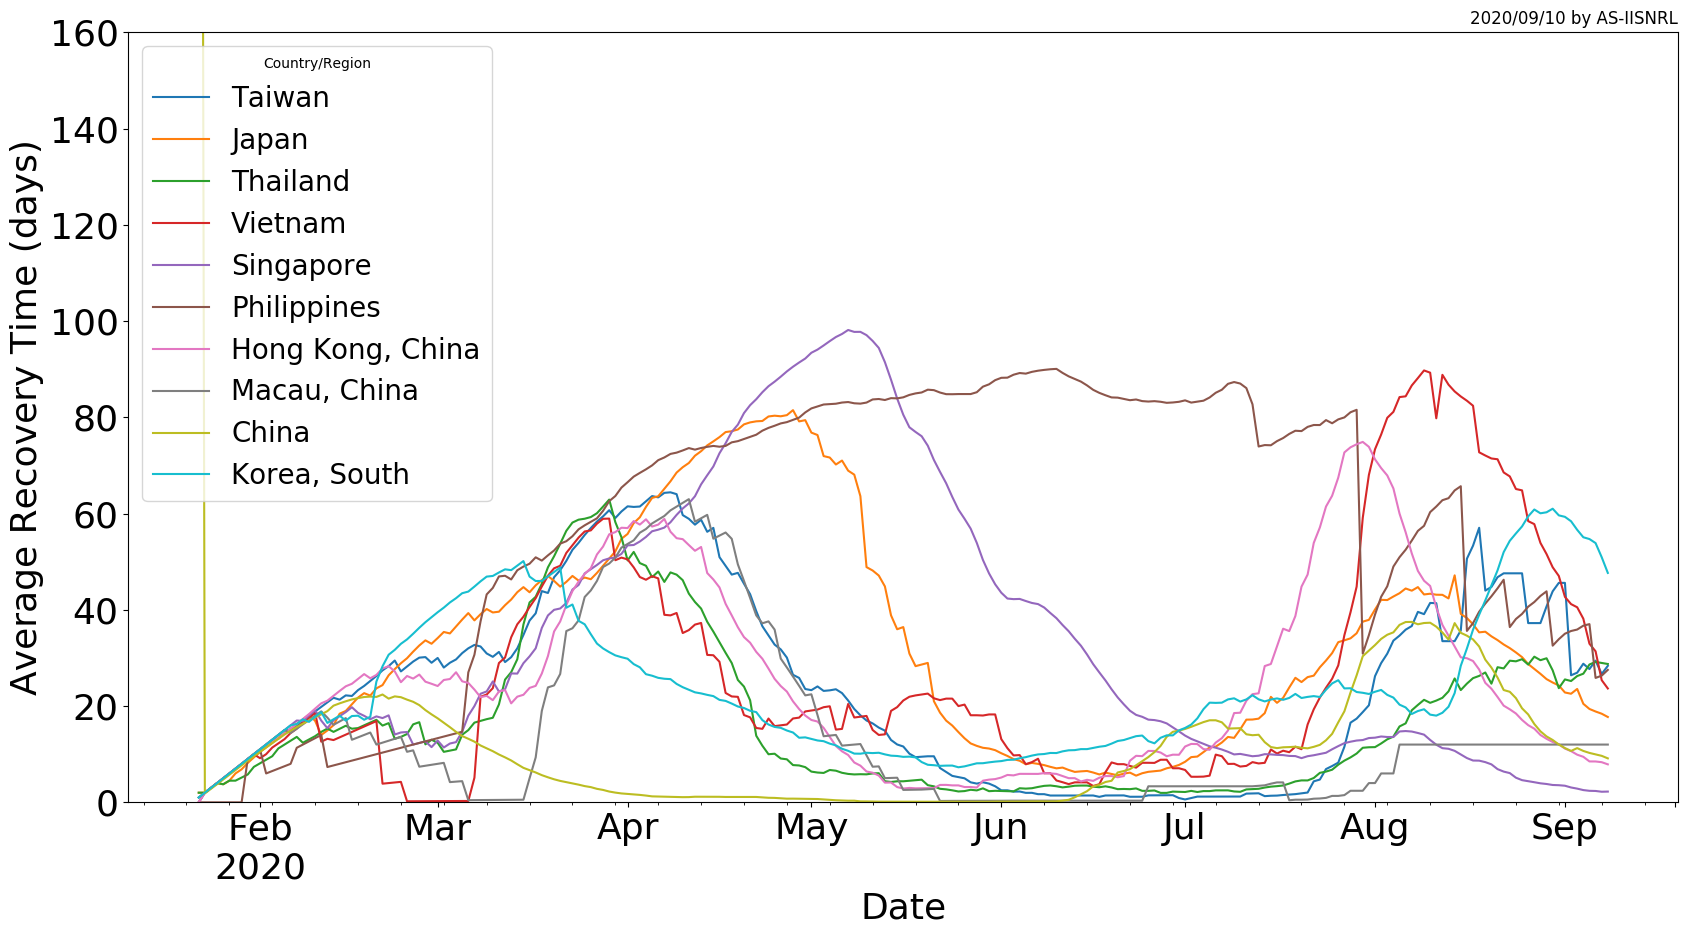 2020/09/10 by AS-IISNRL
Average Recovery Time (days)
160
140
120
100
80
60
40
20
0
Country/Region
Taiwan
Japan
Thailand
Vietnam
Singapore
Philippines
Hong Kong, China
Macau, China
China
Korea, South
Feb Mar Apr May Jun Jul Aug Sep
2020
Date